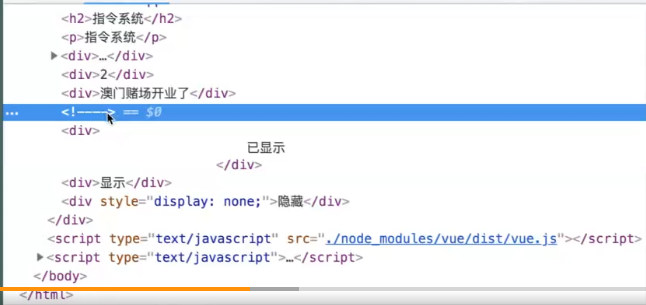 <h2>指令系统</h2>
<p>指令系统</p>
▶<div>…</div>
<div>2</div>
<div>澳门赌场开业了</div>
… <!----> == $0
<div>
已显示
</div>
<div>显示</div>
<div style="display: none;">隐藏</div>
</div>
<script type="text/javascript" src="./node_modules/vue/dist/vue.js"></script>
▶<script type="text/javascript">…</script>
</body>
</html>